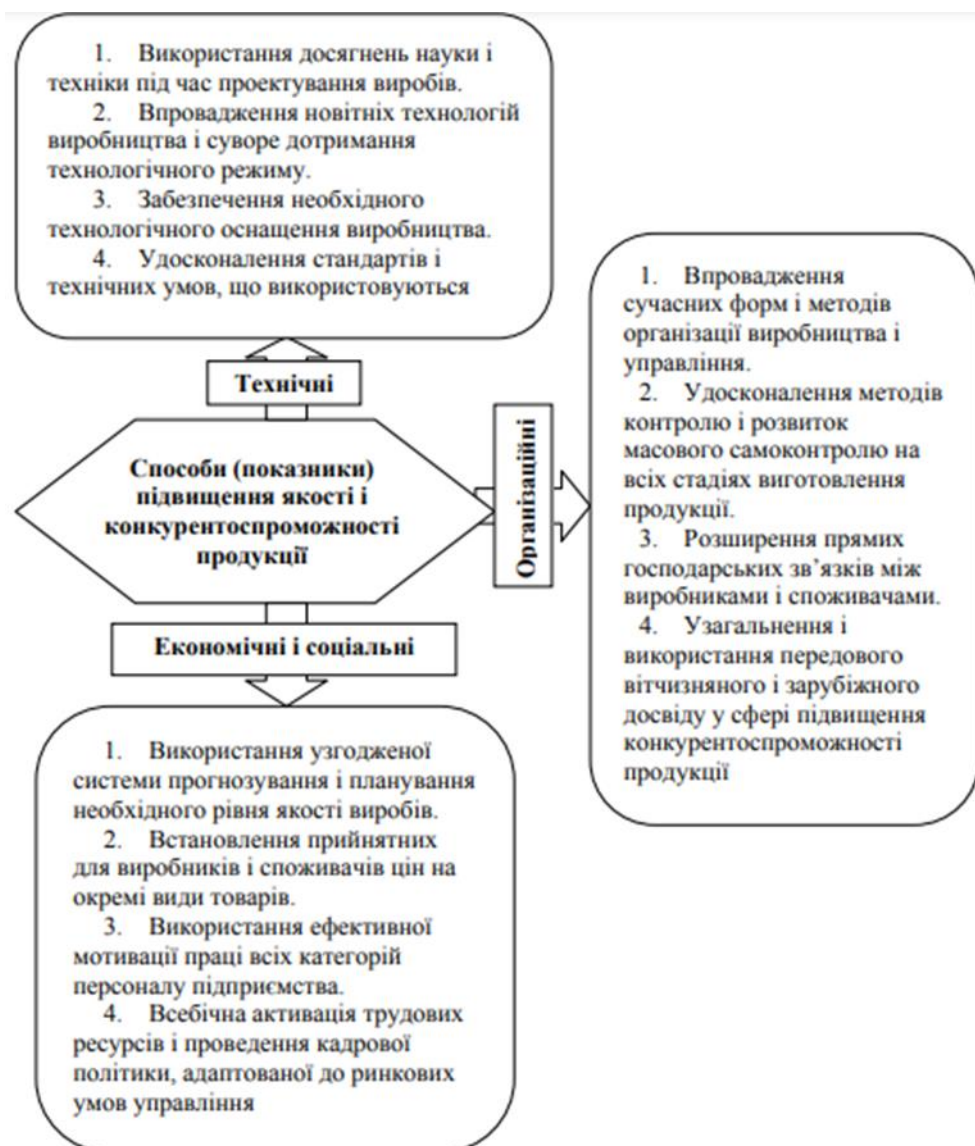 1. Використання досягнень науки і
техніки під час проектування виробів.
2. Впровадження новітніх технологій
виробництва і суворе дотримання
технологічного режиму.
3. Забезпечення необхідного
технологічного оснащення виробництва.
4. Удосконалення стандартів і
технічних умов, що використовуються
Технічні
Способи (показники)
підвищення якості і
конкурентоспроможності
продукції
Організаційні
1. Впровадження
сучасних форм і методів
організації виробництва і
управління.
2. Удосконалення методів
контролю і розвиток
масового самоконтролю на
всіх стадіях виготовлення
продукції.
3. Розширення прямих
господарських зв’язків між
виробниками і споживачами.
4. Узагальнення і
використання передового
вітчизняного і зарубіжного
досвіду у сфері підвищення
конкурентоспроможності
продукції
Економічні і соціальні
1. Використання узгодженої
системи прогнозування і планування
необхідного рівня якості виробів.
2. Встановлення прийнятних
для виробників і споживачів цін на
окремі види товарів.
3. Використання ефективної
мотивації праці всіх категорій
персоналу підприємства.
4. Всебічна активація трудових
ресурсів і проведення кадрової
політики, адаптованої до ринкових
умов управління